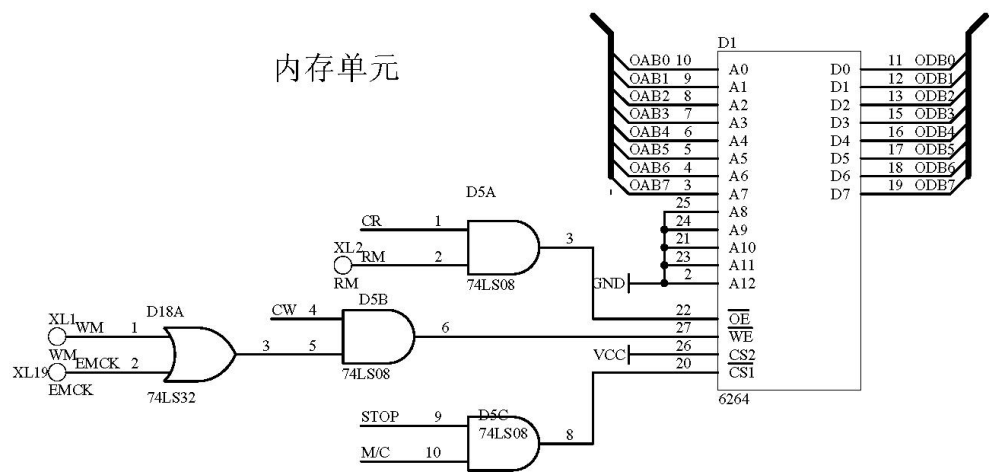 内存单元
D1
OAB0 10 A0 D0 11 ODB0
OAB1 9 A1 D1 12 ODB1
OAB2 8 A2 D2 13 ODB2
OAB3 7 A3 D3 15 ODB3
OAB4 6 A4 D4 16 ODB4
OAB5 5 A5 D5 17 ODB5
OAB6 4 A6 D6 18 ODB6
OAB7 3 A7 D7 19 ODB7
25 A8
24 A9
21 A10
23 A11
GND 2 A12
22 OE
27 WE
VCC 26 CS2
20 CS1
6264
D5A
CR 1 3
XL2 RM 2
RM 74LS08
D5B
CW 4 6
5
74LS08
D18A
XL1 WM 1 3
WM
XL19 EMCK 2
EMCK
74LS32
D5C
STOP 9 74LS08 8
M/C 10